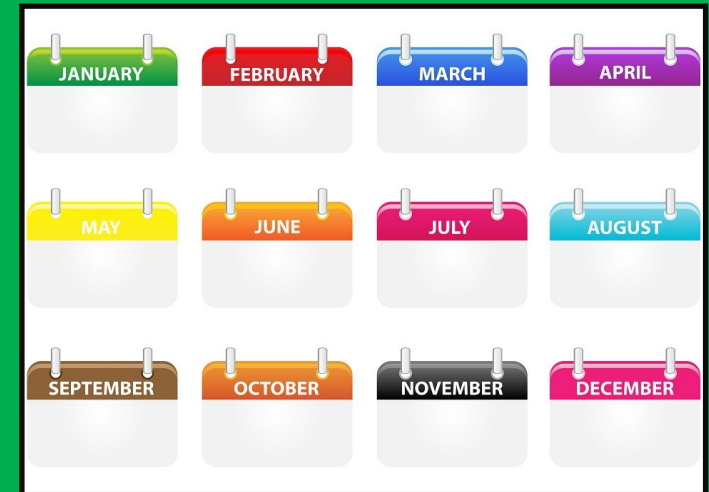 JANUARY
FEBRUARY
MARCH
APRIL
MAY
JUNE
JULY
AUGUST
SEPTEMBER
OCTOBER
NOVEMBER
DECEMBER